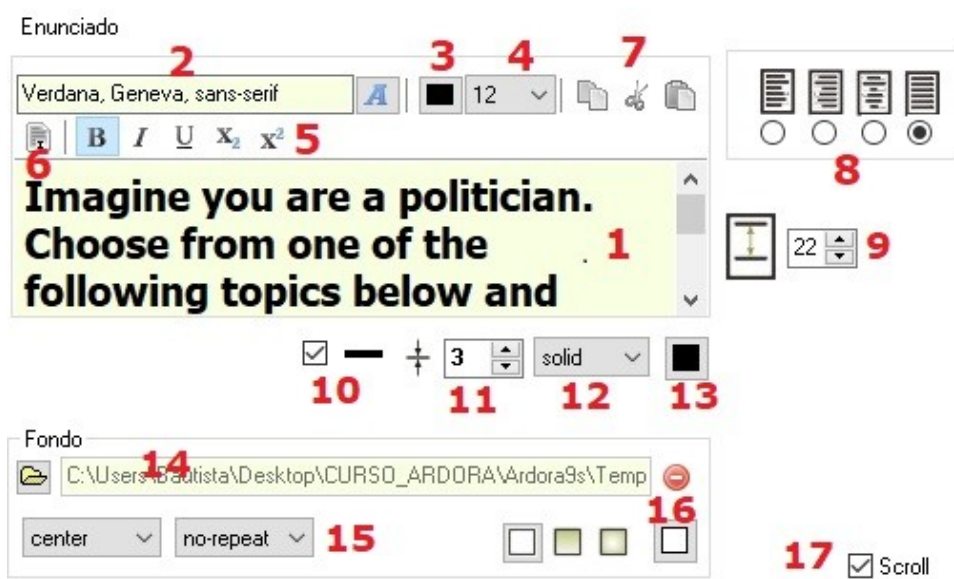 Enunciado
2 3 4 7
Verdana, Geneva, sans-serif A 12
6 B I U X₂ X² 5 8
Imagine you are a politician.
Choose from one of the 1
following topics below and
22 9
3 solid
10 11 12 13
Fondo
14
C:\Users\Bautista\Desktop\CURSO_ARDORA\Ardora9s\Temp
16
center no-repeat 15
17 Scroll